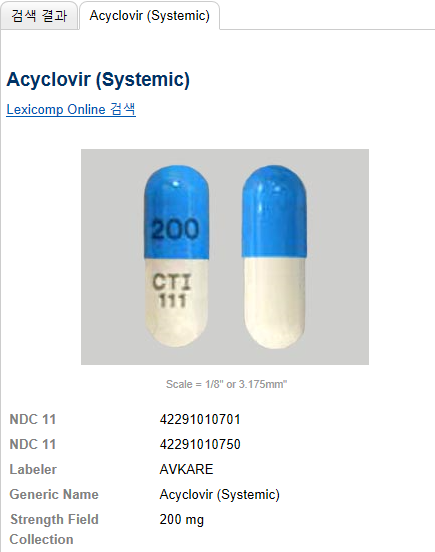 검색 결과
Acyclovir (Systemic)
Acyclovir (Systemic)
Lexicomp Online 검색
200
CTI
111
Scale = 1/8" or 3.175mm"
NDC 11 42291010701
NDC 11 42291010750
Labeler AVKARE
Generic Name Acyclovir (Systemic)
Strength Field 200 mg
Collection